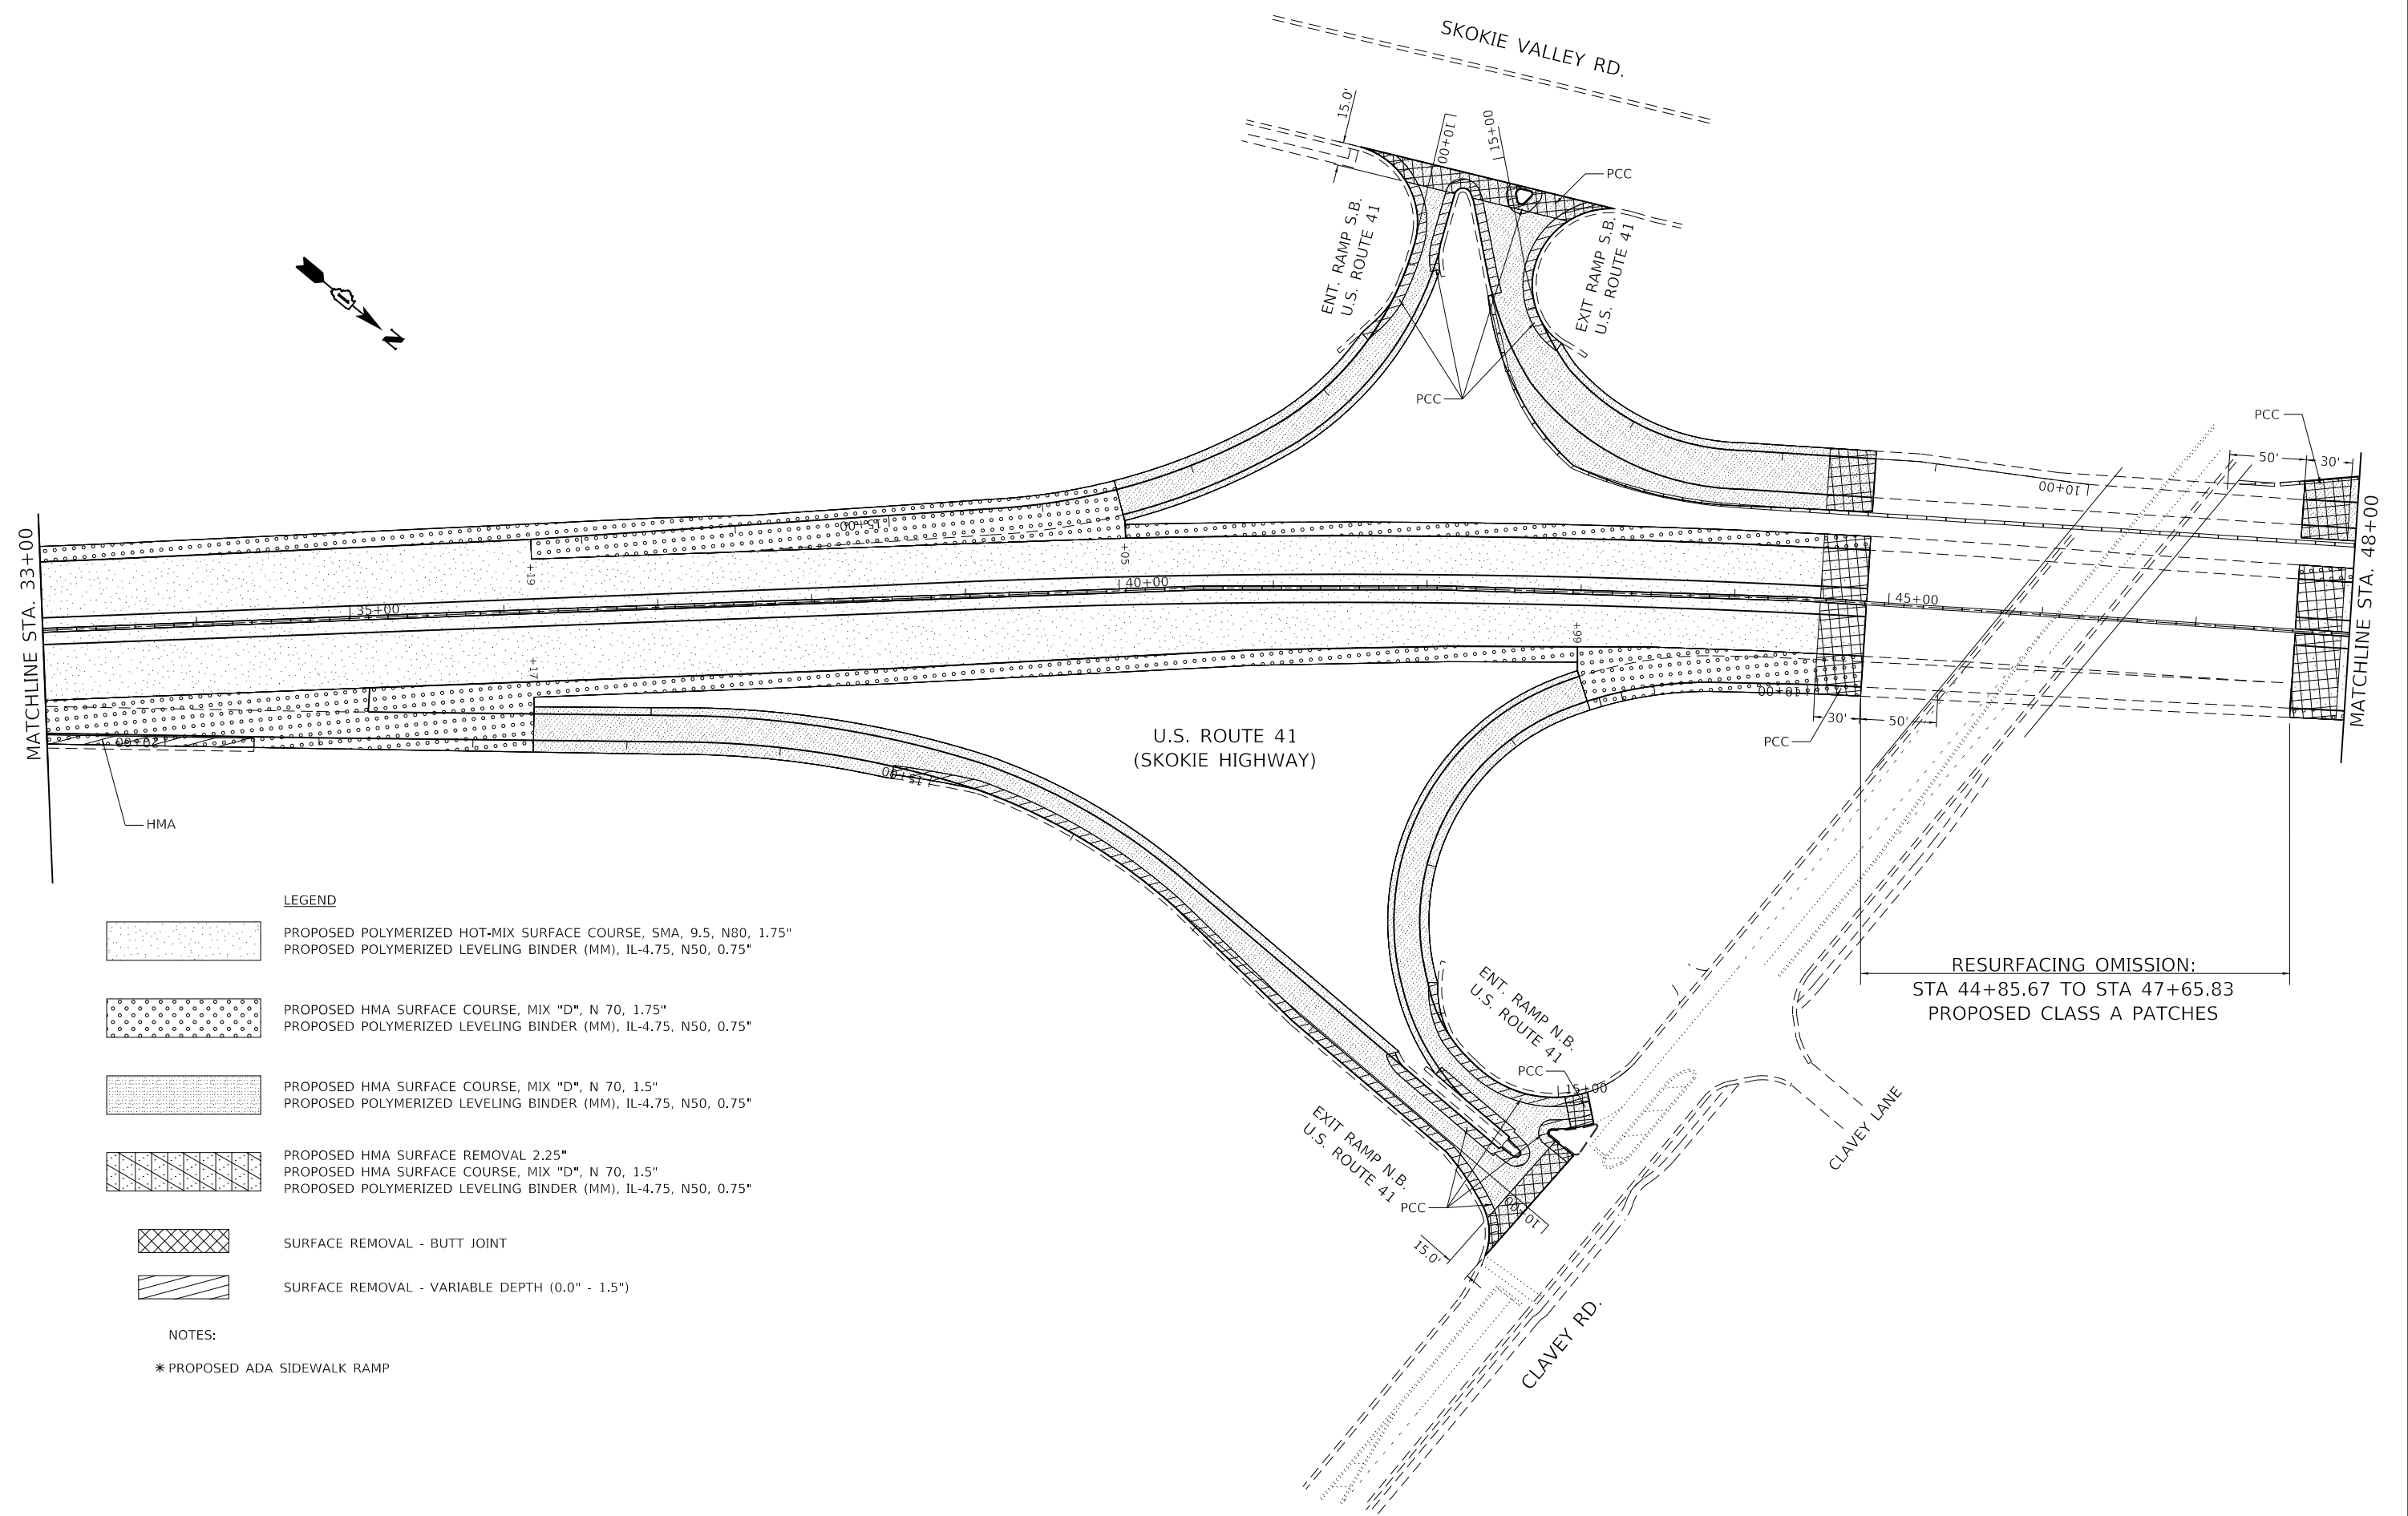 SKOKIE VALLEY RD.
15.0'
10+00
15+00
PCC
ENT. RAMP S.B.
U.S. ROUTE 41
EXIT RAMP S.B.
U.S. ROUTE 41
PCC
N
PCC
50'
30'
10+00
MATCHLINE STA. 33+00
MATCHLINE STA. 48+00
15+00
+19
+05
35+00
40+00
45+00
+17
+99
10+00
30'
50'
PCC
20+00
HMA
15+00
U.S. ROUTE 41
(SKOKIE HIGHWAY)
RESURFACING OMISSION:
STA 44+85.67 TO STA 47+65.83
PROPOSED CLASS A PATCHES
ENT. RAMP N.B.
U.S. ROUTE 41
PCC
15+00
EXIT RAMP N.B.
U.S. ROUTE 41
PCC
10+00
15.0'
CLAVEY LANE
CLAVEY RD.
LEGEND
PROPOSED POLYMERIZED HOT-MIX SURFACE COURSE, SMA, 9.5, N80, 1.75"
PROPOSED POLYMERIZED LEVELING BINDER (MM), IL-4.75, N50, 0.75"
PROPOSED HMA SURFACE COURSE, MIX "D", N 70, 1.75"
PROPOSED POLYMERIZED LEVELING BINDER (MM), IL-4.75, N50, 0.75"
PROPOSED HMA SURFACE COURSE, MIX "D", N 70, 1.5"
PROPOSED POLYMERIZED LEVELING BINDER (MM), IL-4.75, N50, 0.75"
PROPOSED HMA SURFACE REMOVAL 2.25"
PROPOSED HMA SURFACE COURSE, MIX "D", N 70, 1.5"
PROPOSED POLYMERIZED LEVELING BINDER (MM), IL-4.75, N50, 0.75"
SURFACE REMOVAL - BUTT JOINT
SURFACE REMOVAL - VARIABLE DEPTH (0.0" - 1.5")
NOTES:
* PROPOSED ADA SIDEWALK RAMP